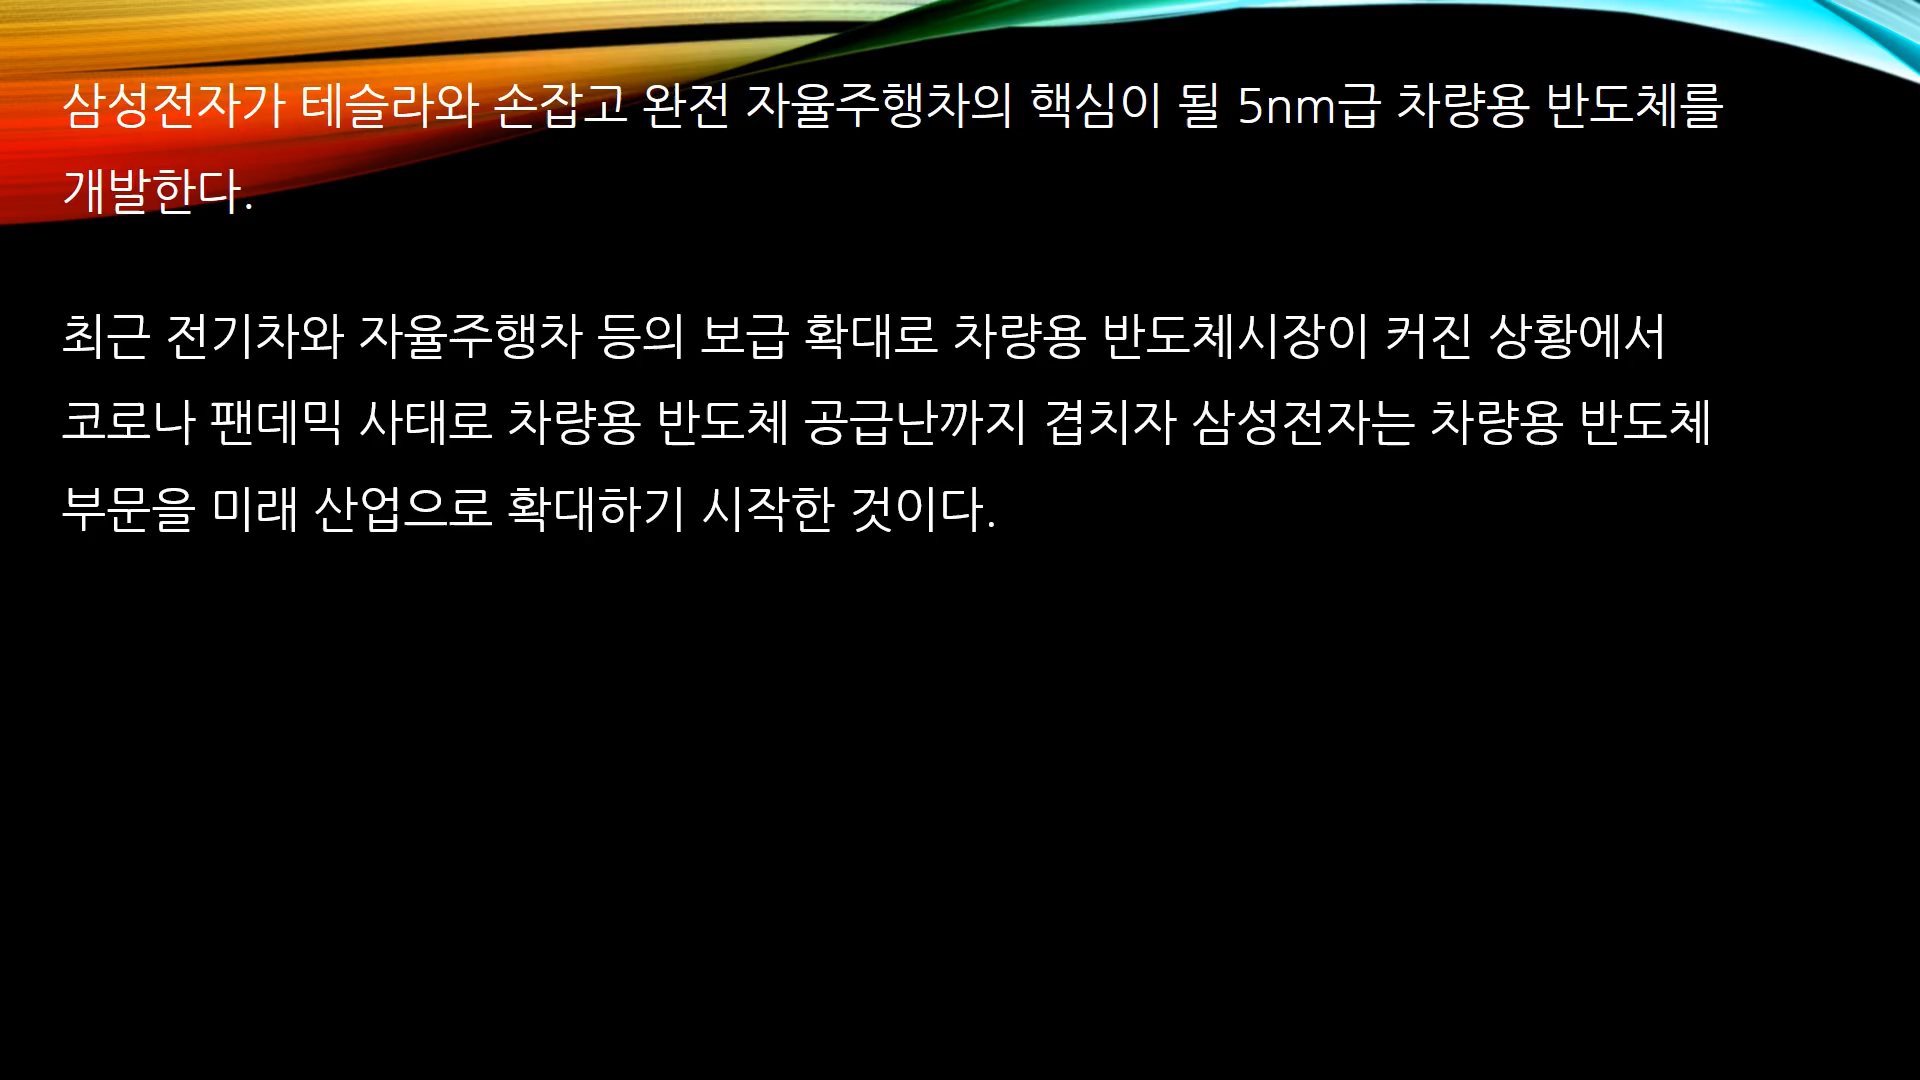 삼성전자가 테슬라와 손잡고 완전 자율주행차의 핵심이 될 5nm급 차량용 반도체를
개발한다.
최근 전기차와 자율주행차 등의 보급 확대로 차량용 반도체시장이 커진 상황에서
코로나 팬데믹 사태로 차량용 반도체 공급난까지 겹치자 삼성전자는 차량용 반도체
부문을 미래 산업으로 확대하기 시작한 것이다.